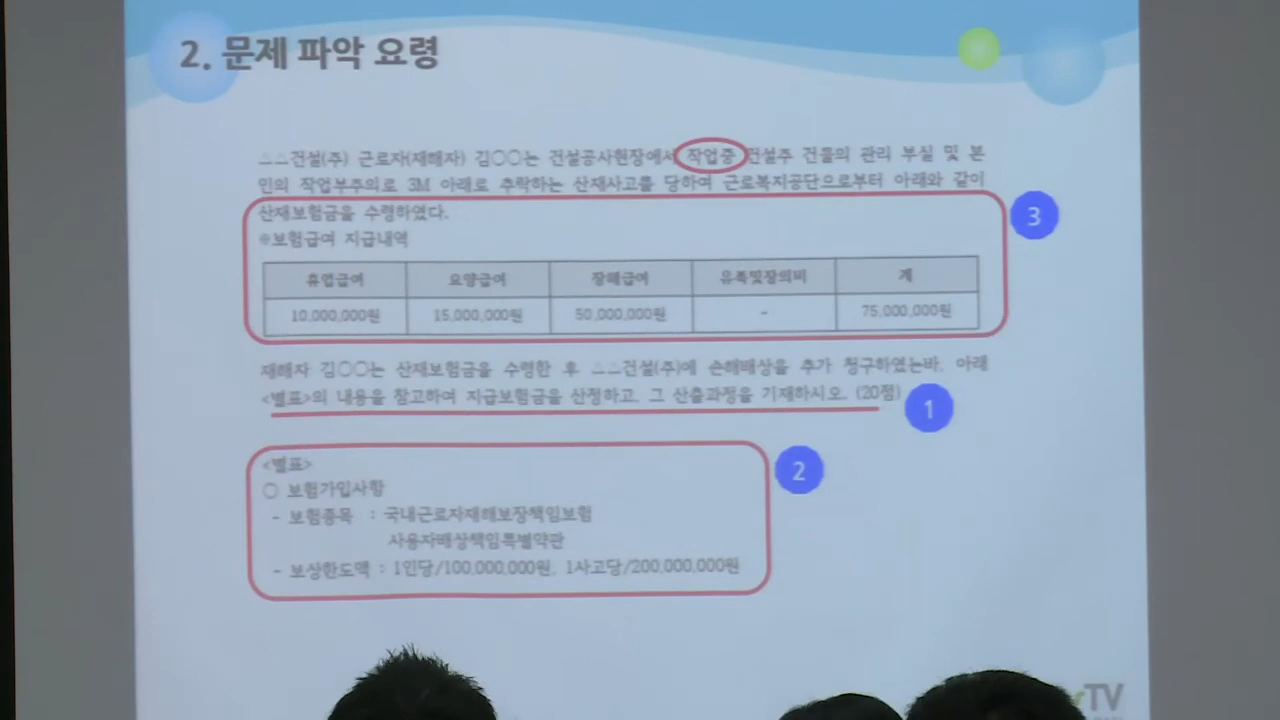 2. 문제 파악 요령
△△건설(주) 근로자(재해자) 김○○는 건설공사현장에서 작업중 건설주 건물의 관리 부실 및 본
인의 작업부주의로 3M 아래로 추락하는 산재사고를 당하여 근로복지공단으로부터 아래와 같이
산재보험금을 수령하였다.
※보험급여 지급내역
휴업급여 요양급여 장해급여 유족및장의비 계
10,000,000원 15,000,000원 50,000,000원 - 75,000,000원
3
재해자 김○○는 산재보험금을 수령한 후 △△건설(주)에 손해배상을 추가 청구하였는바, 아래
<별표>의 내용을 참고하여 지급보험금을 산정하고, 그 산출과정을 기재하시오. (20점)
1
<별표>
○ 보험가입사항
- 보험종목 : 국내근로자재해보장책임보험
사용자배상책임특별약관
- 보상한도액 : 1인당/100,000,000원, 1사고당/200,000,000원
2
TV